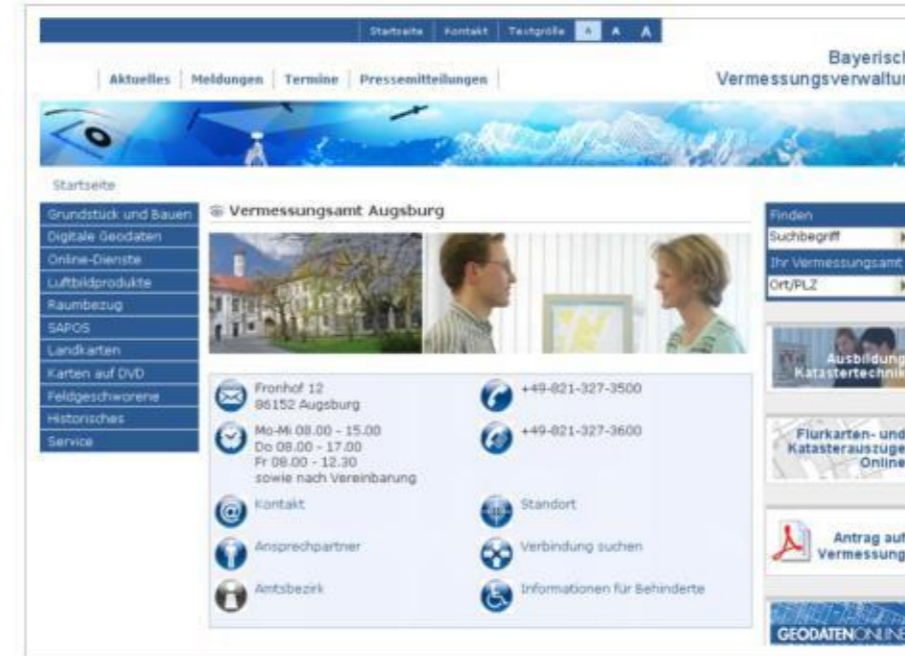 Startseite Kontakt Textgröße A A A
Bayerisch
Vermessungsverwaltun
Aktuelles Meldungen Termine Pressemitteilungen
Startseite
Grundstück und Bauen
Digitale Geodaten
Online-Dienste
Luftbildprodukte
Raumbezug
SAPOS
Landkarten
Karten auf DVD
Feldgeschworene
Historisches
Service
Vermessungsamt Augsburg
Fronhof 12
86152 Augsburg
+49-821-327-3500
Mo-Mi 08.00 - 15.00
Do 08.00 - 17.00
Fr 08.00 - 12.30
sowie nach Vereinbarung
+49-821-327-3600
Kontakt
Standort
Ansprechpartner
Verbindung suchen
Amtsbezirk
Informationen für Behinderte
Finden
Suchbegriff
Ihr Vermessungsamt
Ort/PLZ
Ausbildung
Katastertechnik
Flurkarten- und
Katasterauszüge
Online
Antrag auf
Vermessung
GEODATENONLINE